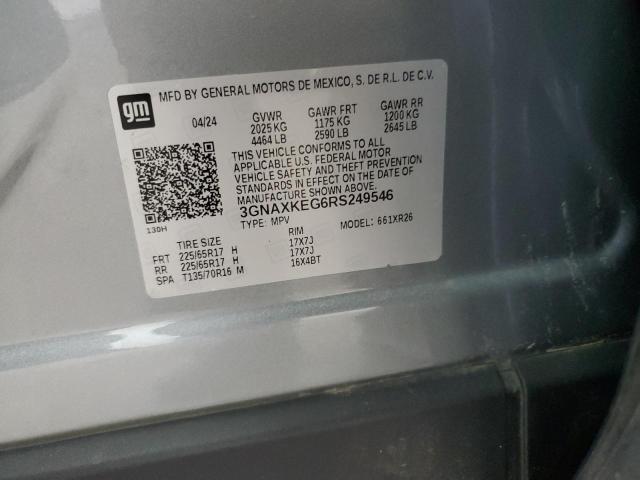 gm
MFD BY GENERAL MOTORS DE MEXICO, S. DE R.L. DE C.V.
04/24 GVWR GAWR FRT GAWR RR
2025 KG 1175 KG 1200 KG
4464 LB 2590 LB 2645 LB
THIS VEHICLE CONFORMS TO ALL
APPLICABLE U.S. FEDERAL MOTOR
VEHICLE SAFETY AND THEFT PREVENTION
STANDARDS IN EFFECT ON THE DATE OF
MANUFACTURE SHOWN ABOVE.
3GNAXKEG6RS249546
TYPE: MPV MODEL: 661XR26
130H
TIRE SIZE RIM
FRT 225/65R17 H 17X7J
RR 225/65R17 H 17X7J
SPA T135/70R16 M 16X4BT